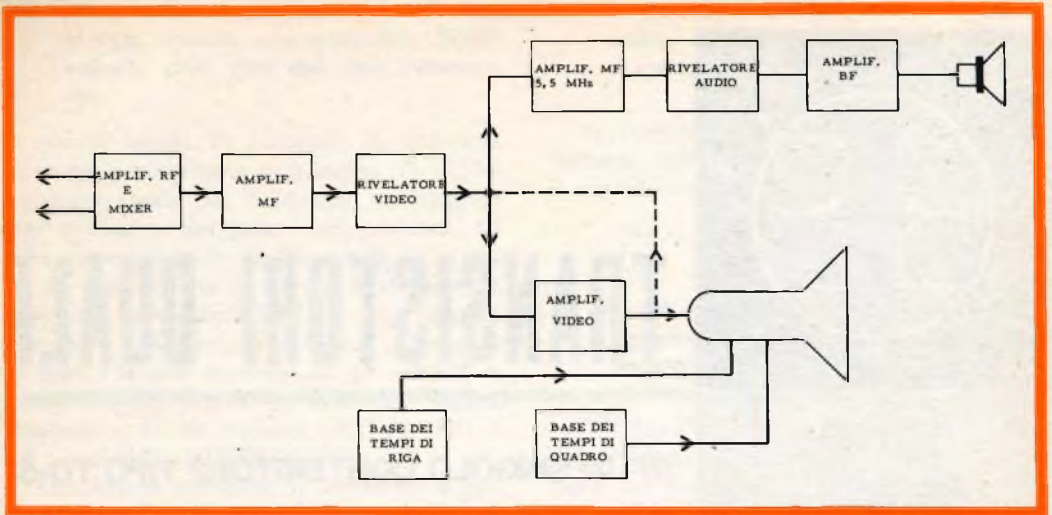 AMPLIF. MF
5,5 MHz
RIVELATORE
AUDIO
AMPLIF.
BF
AMPLIF. RF
E
MIXER
AMPLIF.
MF
RIVELATORE
VIDEO
AMPLIF.
VIDEO
BASE DEI
TEMPI DI
RIGA
BASE DEI
TEMPI DI
QUADRO